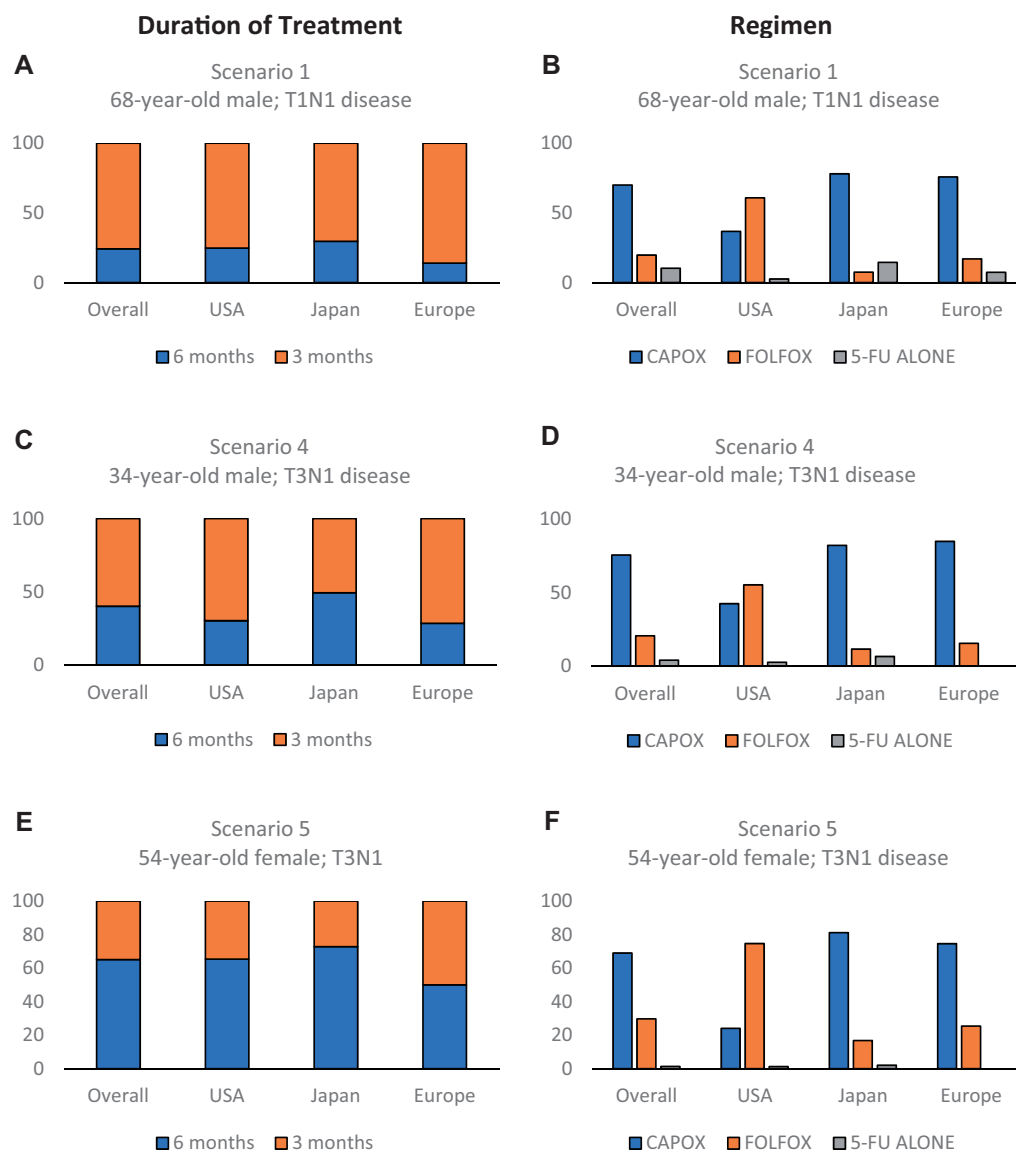 Duration of Treatment
Regimen
A
Scenario 1
68-year-old male; T1N1 disease
100
50
0
Overall USA Japan Europe
6 months 3 months
B
Scenario 1
68-year-old male; T1N1 disease
100
50
0
Overall USA Japan Europe
CAPOX FOLFOX 5-FU ALONE
C
Scenario 4
34-year-old male; T3N1 disease
100
50
0
Overall USA Japan Europe
6 months 3 months
D
Scenario 4
34-year-old male; T3N1 disease
100
50
0
Overall USA Japan Europe
CAPOX FOLFOX 5-FU ALONE
E
Scenario 5
54-year-old female; T3N1
100
80
60
40
20
0
Overall USA Japan Europe
6 months 3 months
F
Scenario 5
54-year-old female; T3N1 disease
100
80
60
40
20
0
Overall USA Japan Europe
CAPOX FOLFOX 5-FU ALONE